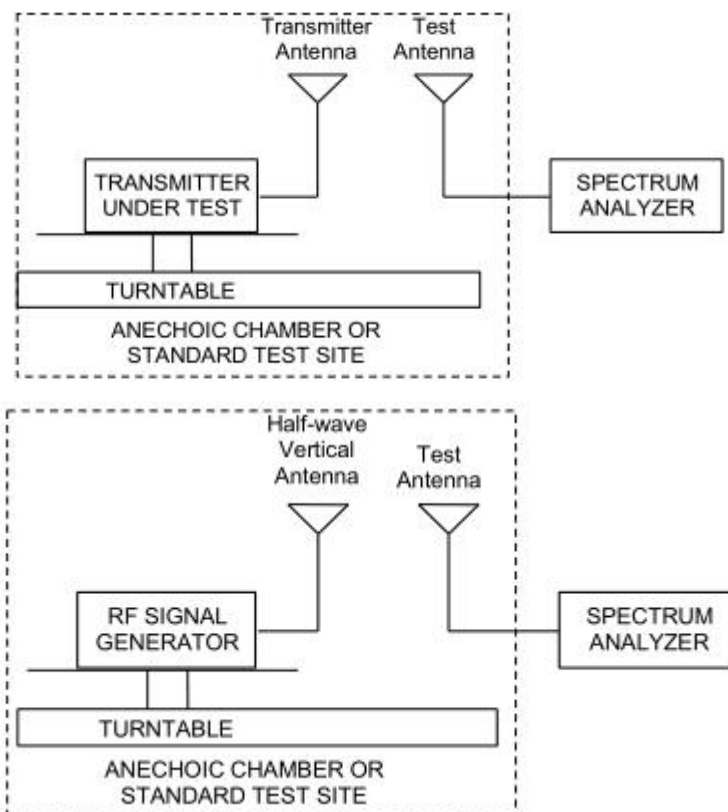 Transmitter
Antenna
Test
Antenna
TRANSMITTER
UNDER TEST
SPECTRUM
ANALYZER
TURNTABLE
ANECHOIC CHAMBER OR
STANDARD TEST SITE
Half-wave
Vertical
Antenna
Test
Antenna
RF SIGNAL
GENERATOR
SPECTRUM
ANALYZER
TURNTABLE
ANECHOIC CHAMBER OR
STANDARD TEST SITE